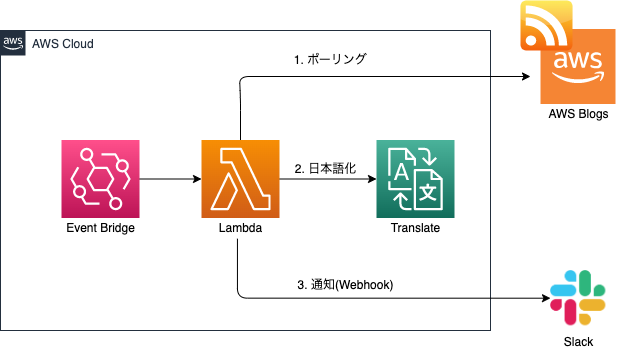 aws
AWS Cloud
1. ポーリング
aws
AWS Blogs
2. 日本語化
A
文
Event Bridge
Lambda
Translate
3. 通知(Webhook)
Slack